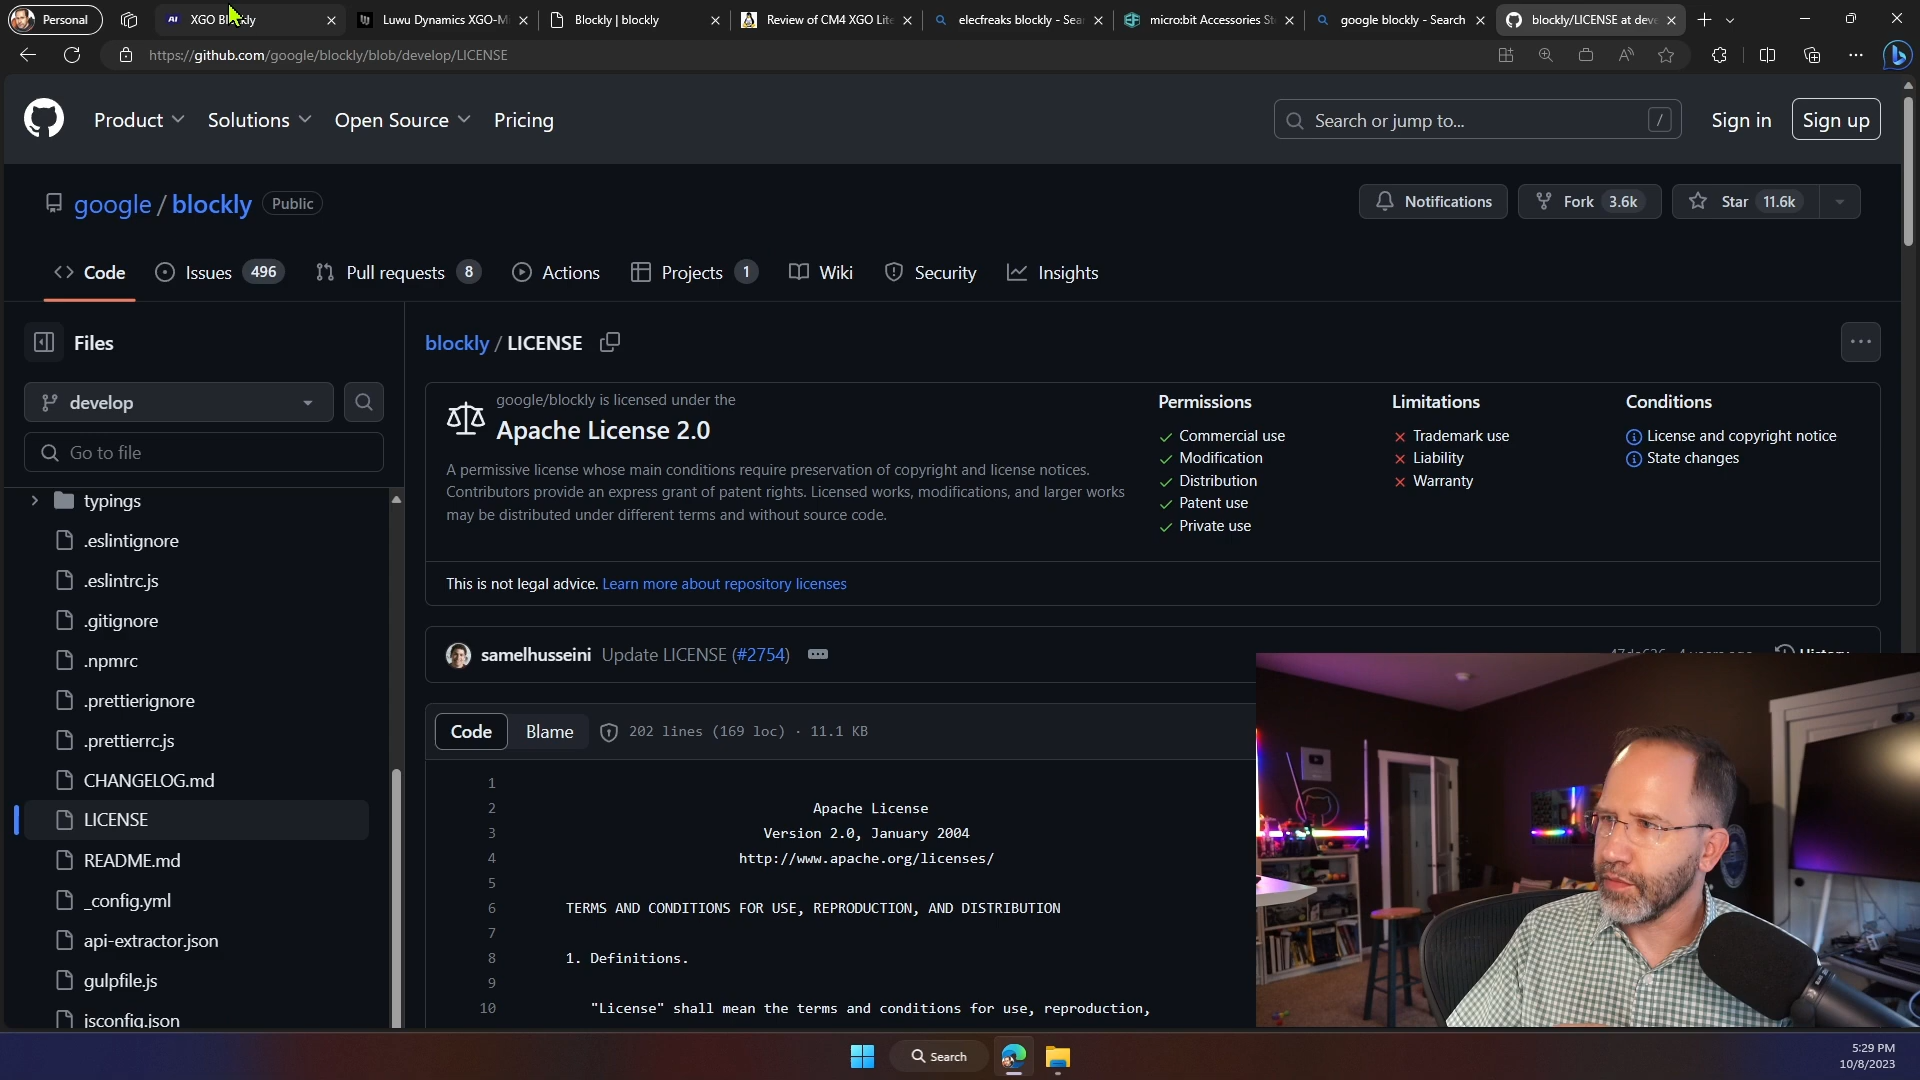 Personal
XGO Blockly
Luwu Dynamics XGO-Mi
Blockly | blockly
Review of CM4 XGO Lite
elecfreaks blockly - Sea
micro:bit Accessories St
google blockly - Search
blockly/LICENSE at deve
https://github.com/google/blockly/blob/develop/LICENSE
Product
Solutions
Open Source
Pricing
Search or jump to...
/
Sign in
Sign up
google / blockly
Public
Notifications
Fork 3.6k
Star 11.6k
Code
Issues 496
Pull requests 8
Actions
Projects 1
Wiki
Security
Insights
Files
develop
Go to file
typings
.eslintignore
.eslintrc.js
.gitignore
.npmrc
.prettierignore
.prettierrc.js
CHANGELOG.md
LICENSE
README.md
_config.yml
api-extractor.json
gulpfile.js
jsconfig.json
blockly / LICENSE
google/blockly is licensed under the
Apache License 2.0
A permissive license whose main conditions require preservation of copyright and license notices.
Contributors provide an express grant of patent rights. Licensed works, modifications, and larger works
may be distributed under different terms and without source code.
Permissions
Commercial use
Modification
Distribution
Patent use
Private use
Limitations
Trademark use
Liability
Warranty
Conditions
License and copyright notice
State changes
This is not legal advice. Learn more about repository licenses
samelhusseini Update LICENSE (#2754)
Code
Blame
202 lines (169 loc) · 11.1 KB
1
2 Apache License
3 Version 2.0, January 2004
4 http://www.apache.org/licenses/
5
6 TERMS AND CONDITIONS FOR USE, REPRODUCTION, AND DISTRIBUTION
7
8 1. Definitions.
9
10 "License" shall mean the terms and conditions for use, reproduction,
Search
5:29 PM
10/8/2023